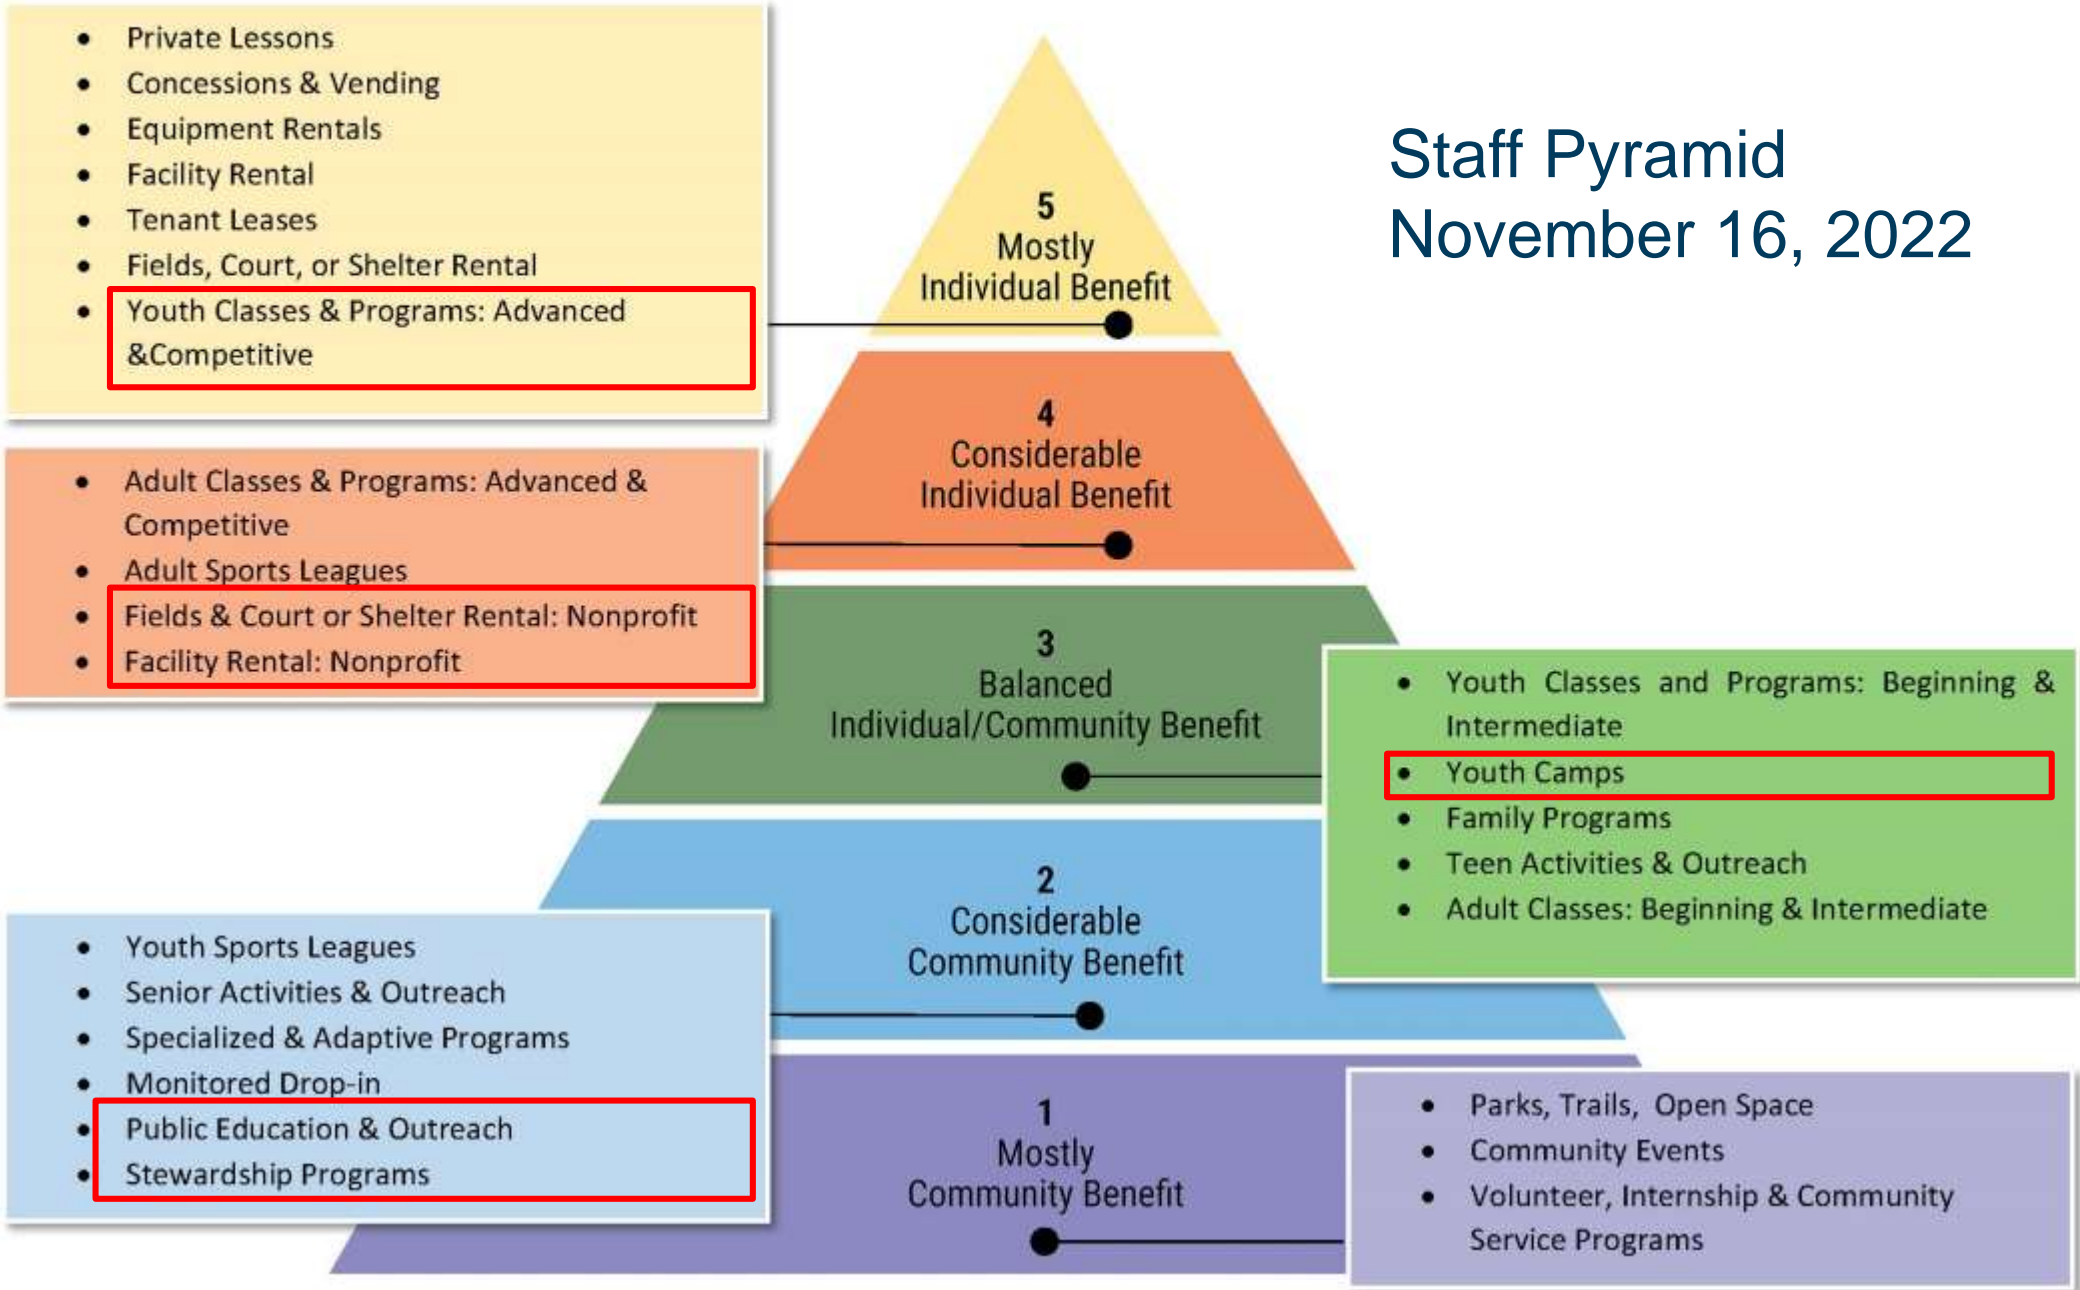 Staff Pyramid
November 16, 2022
• Private Lessons
• Concessions & Vending
• Equipment Rentals
• Facility Rental
• Tenant Leases
• Fields, Court, or Shelter Rental
• Youth Classes & Programs: Advanced
&Competitive
5
Mostly
Individual Benefit
• Adult Classes & Programs: Advanced &
Competitive
• Adult Sports Leagues
• Fields & Court or Shelter Rental: Nonprofit
• Facility Rental: Nonprofit
4
Considerable
Individual Benefit
3
Balanced
Individual/Community Benefit
• Youth Classes and Programs: Beginning &
Intermediate
• Youth Camps
• Family Programs
• Teen Activities & Outreach
• Adult Classes: Beginning & Intermediate
• Youth Sports Leagues
• Senior Activities & Outreach
• Specialized & Adaptive Programs
• Monitored Drop-in
• Public Education & Outreach
• Stewardship Programs
2
Considerable
Community Benefit
1
Mostly
Community Benefit
• Parks, Trails, Open Space
• Community Events
• Volunteer, Internship & Community
Service Programs